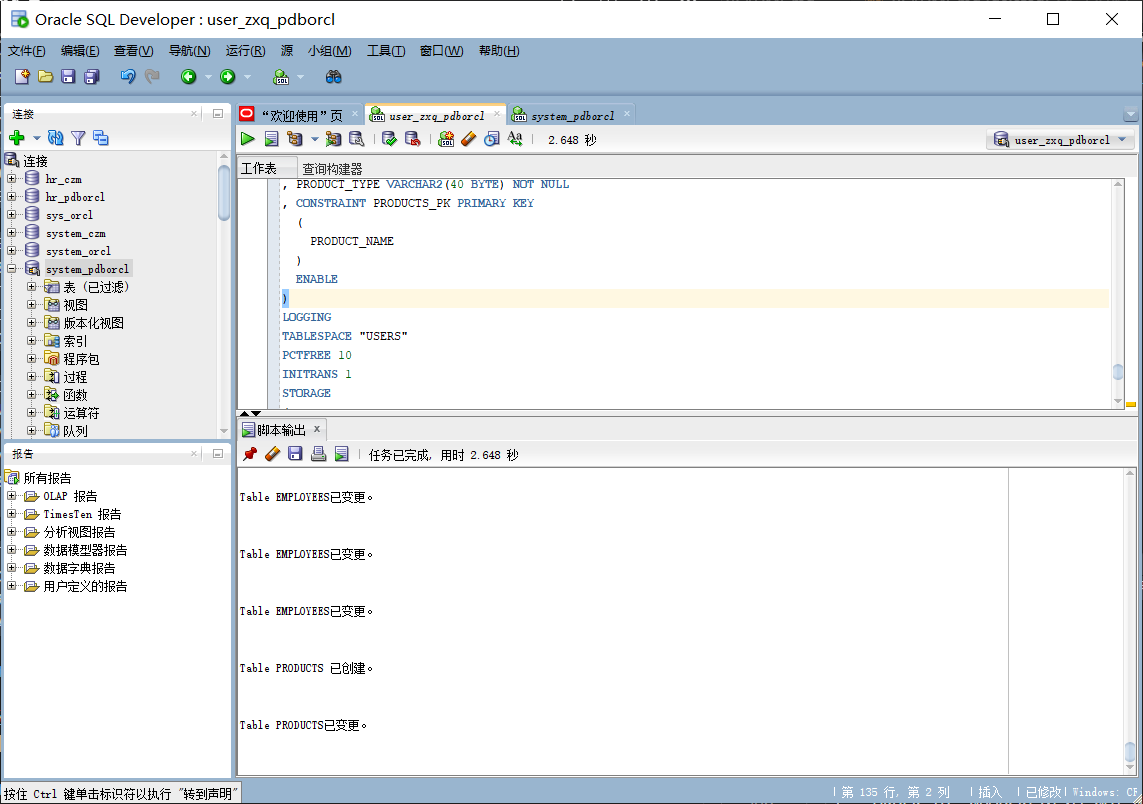 Oracle SQL Developer : user_zxq_pdborcl
文件(F) 编辑(E) 查看(V) 导航(N) 运行(R) 源 小组(M) 工具(T) 窗口(W) 帮助(H)
连接
连接
hr_czm
hr_pdborcl
sys_orcl
system_czm
system_orcl
system_pdborcl
表 (已过滤)
视图
版本化视图
索引
程序包
过程
函数
运算符
队列
报告
所有报告
OLAP 报告
TimesTen 报告
分析视图报告
数据模型器报告
数据字典报告
用户定义的报告
“欢迎使用”页 user_zxq_pdborcl system_pdborcl
2.648 秒 user_zxq_pdborcl
工作表 查询构建器
, PRODUCT_TYPE VARCHAR2(40 BYTE) NOT NULL
, CONSTRAINT PRODUCTS_PK PRIMARY KEY
(
PRODUCT_NAME
)
ENABLE
)
LOGGING
TABLESPACE "USERS"
PCTFREE 10
INITRANS 1
STORAGE
脚本输出
任务已完成, 用时 2.648 秒
Table EMPLOYEES已变更。
Table EMPLOYEES已变更。
Table EMPLOYEES已变更。
Table PRODUCTS 已创建。
Table PRODUCTS已变更。
按住 Ctrl 键单击标识符以执行 "转到声明" 第 135 行, 第 2 列 插入 已修改 Windows: CR